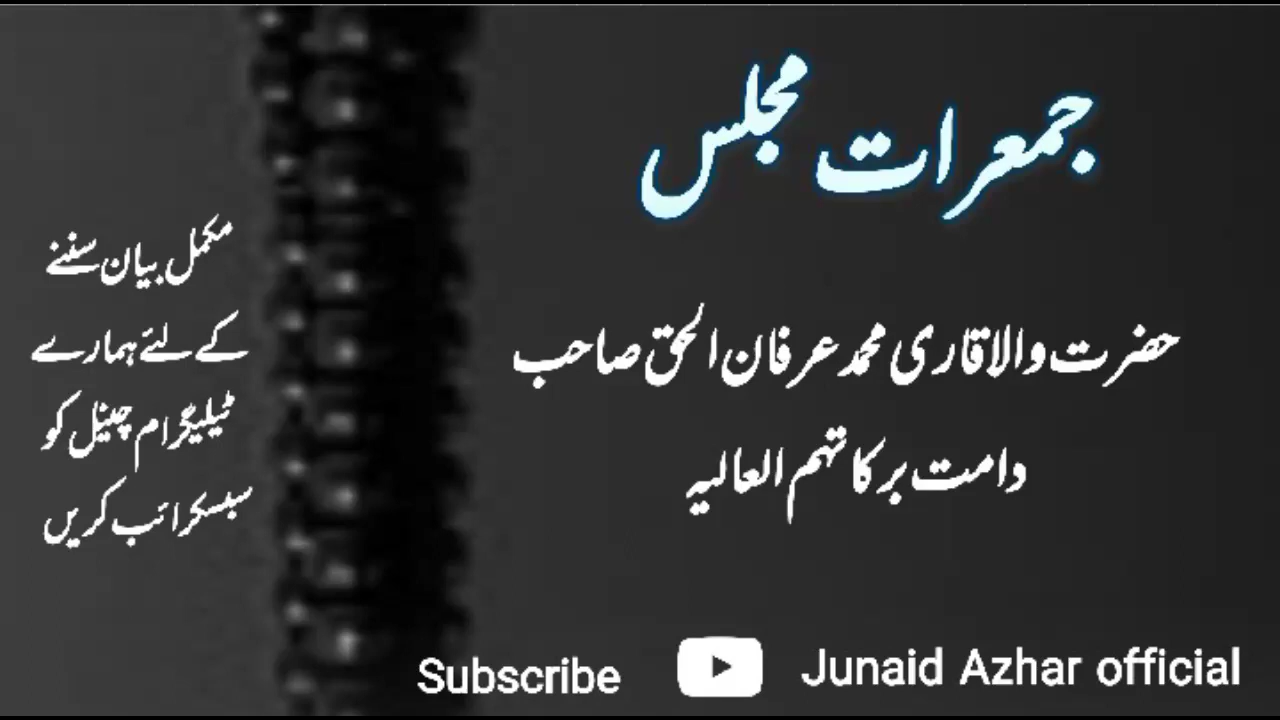 جمعرات مجلس
حضرت والا قاری محمد عرفان الحق صاحب
دامت برکاتہم العالیہ
مکمل بیان سننے
کے لئے ہمارے
ٹیلیگرام چینل کو
سبسکرائب کریں
Subscribe Junaid Azhar official